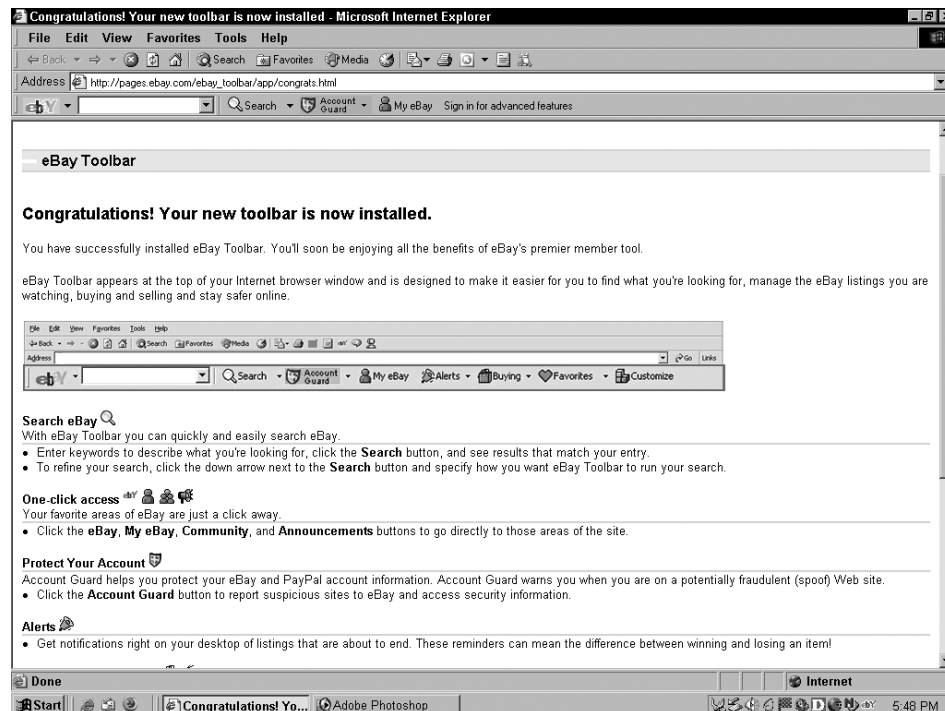 Congratulations! Your new toolbar is now installed - Microsoft Internet Explorer
File Edit View Favorites Tools Help
Back Search Favorites Media
Address http://pages.ebay.com/ebay_toolbar/app/congrats.html
ebY Search Account Guard My eBay Sign in for advanced features
eBay Toolbar
Congratulations! Your new toolbar is now installed.
You have successfully installed eBay Toolbar. You'll soon be enjoying all the benefits of eBay's premier member tool.
eBay Toolbar appears at the top of your Internet browser window and is designed to make it easier for you to find what you're looking for, manage the eBay listings you are
watching, buying and selling and stay safer online.
File Edit View Favorites Tools Help
Back Search Favorites Media
Address Go Links
ebY Search Account Guard My eBay Alerts Buying Favorites Customize
Search eBay
With eBay Toolbar you can quickly and easily search eBay.
• Enter keywords to describe what you're looking for, click the Search button, and see results that match your entry.
• To refine your search, click the down arrow next to the Search button and specify how you want eBay Toolbar to run your search.
One-click access ebY
Your favorite areas of eBay are just a click away.
• Click the eBay, My eBay, Community, and Announcements buttons to go directly to those areas of the site.
Protect Your Account
Account Guard helps you protect your eBay and PayPal account information. Account Guard warns you when you are on a potentially fraudulent (spoof) Web site.
• Click the Account Guard button to report suspicious sites to eBay and access security information.
Alerts
• Get notifications right on your desktop of listings that are about to end. These reminders can mean the difference between winning and losing an item!
Done Internet
Start Congratulations! Yo... Adobe Photoshop 5:48 PM